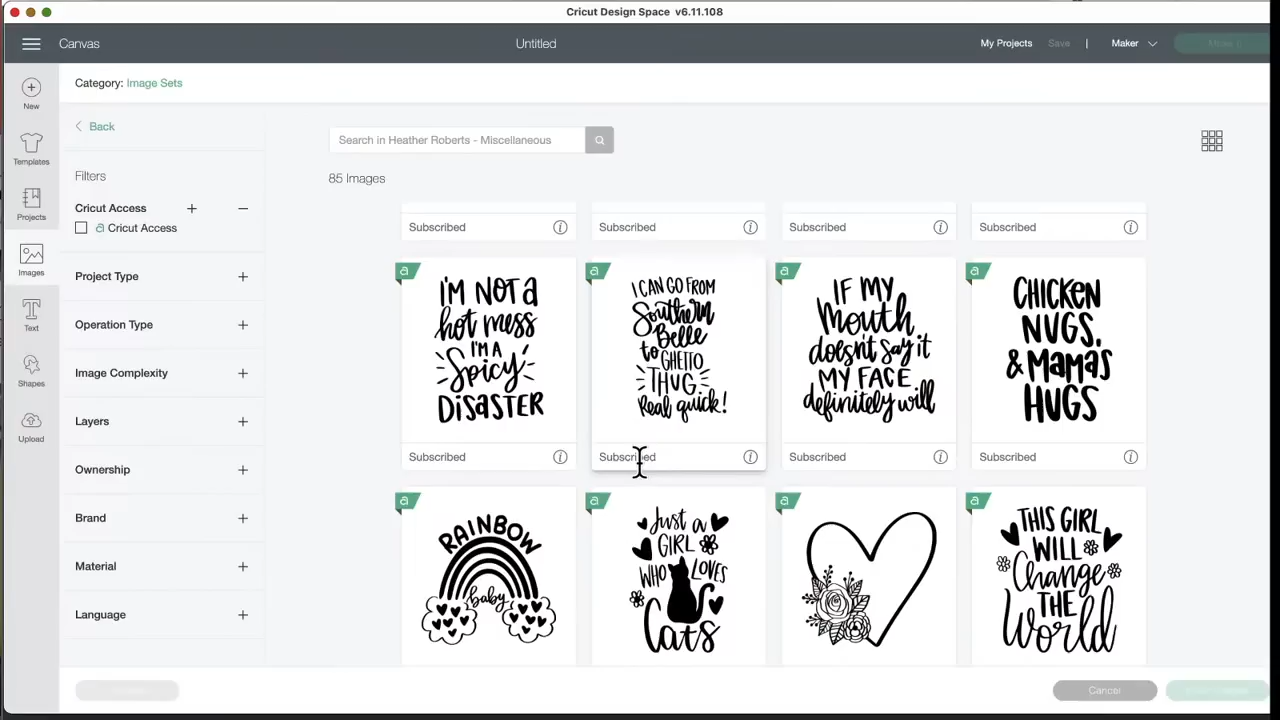 Cricut Design Space v6.11.108
Canvas
Untitled
My Projects
Save
|
Maker
Category: Image Sets
New
Templates
Projects
Images
Text
Shapes
Upload
Back
Filters
Cricut Access
Cricut Access
Project Type
Operation Type
Image Complexity
Layers
Ownership
Brand
Material
Language
Search in Heather Roberts - Miscellaneous
85 Images
Subscribed
Subscribed
Subscribed
Subscribed
I'M NOT A
hot mess
I'M A
Spicy
DISASTER
Subscribed
I CAN GO FROM
Southern
Belle
to GHETTO
THUG
Real quick!
Subscribed
IF MY
Mouth
doesn't say it
MY FACE
definitely will
Subscribed
CHICKEN
NUGS,
& MAMA'S
HUGS
Subscribed
RAINBOW
baby
Just a
GIRL
WHO LOVES
Cats
THIS GIRL
WILL
Change
THE
World
Cancel